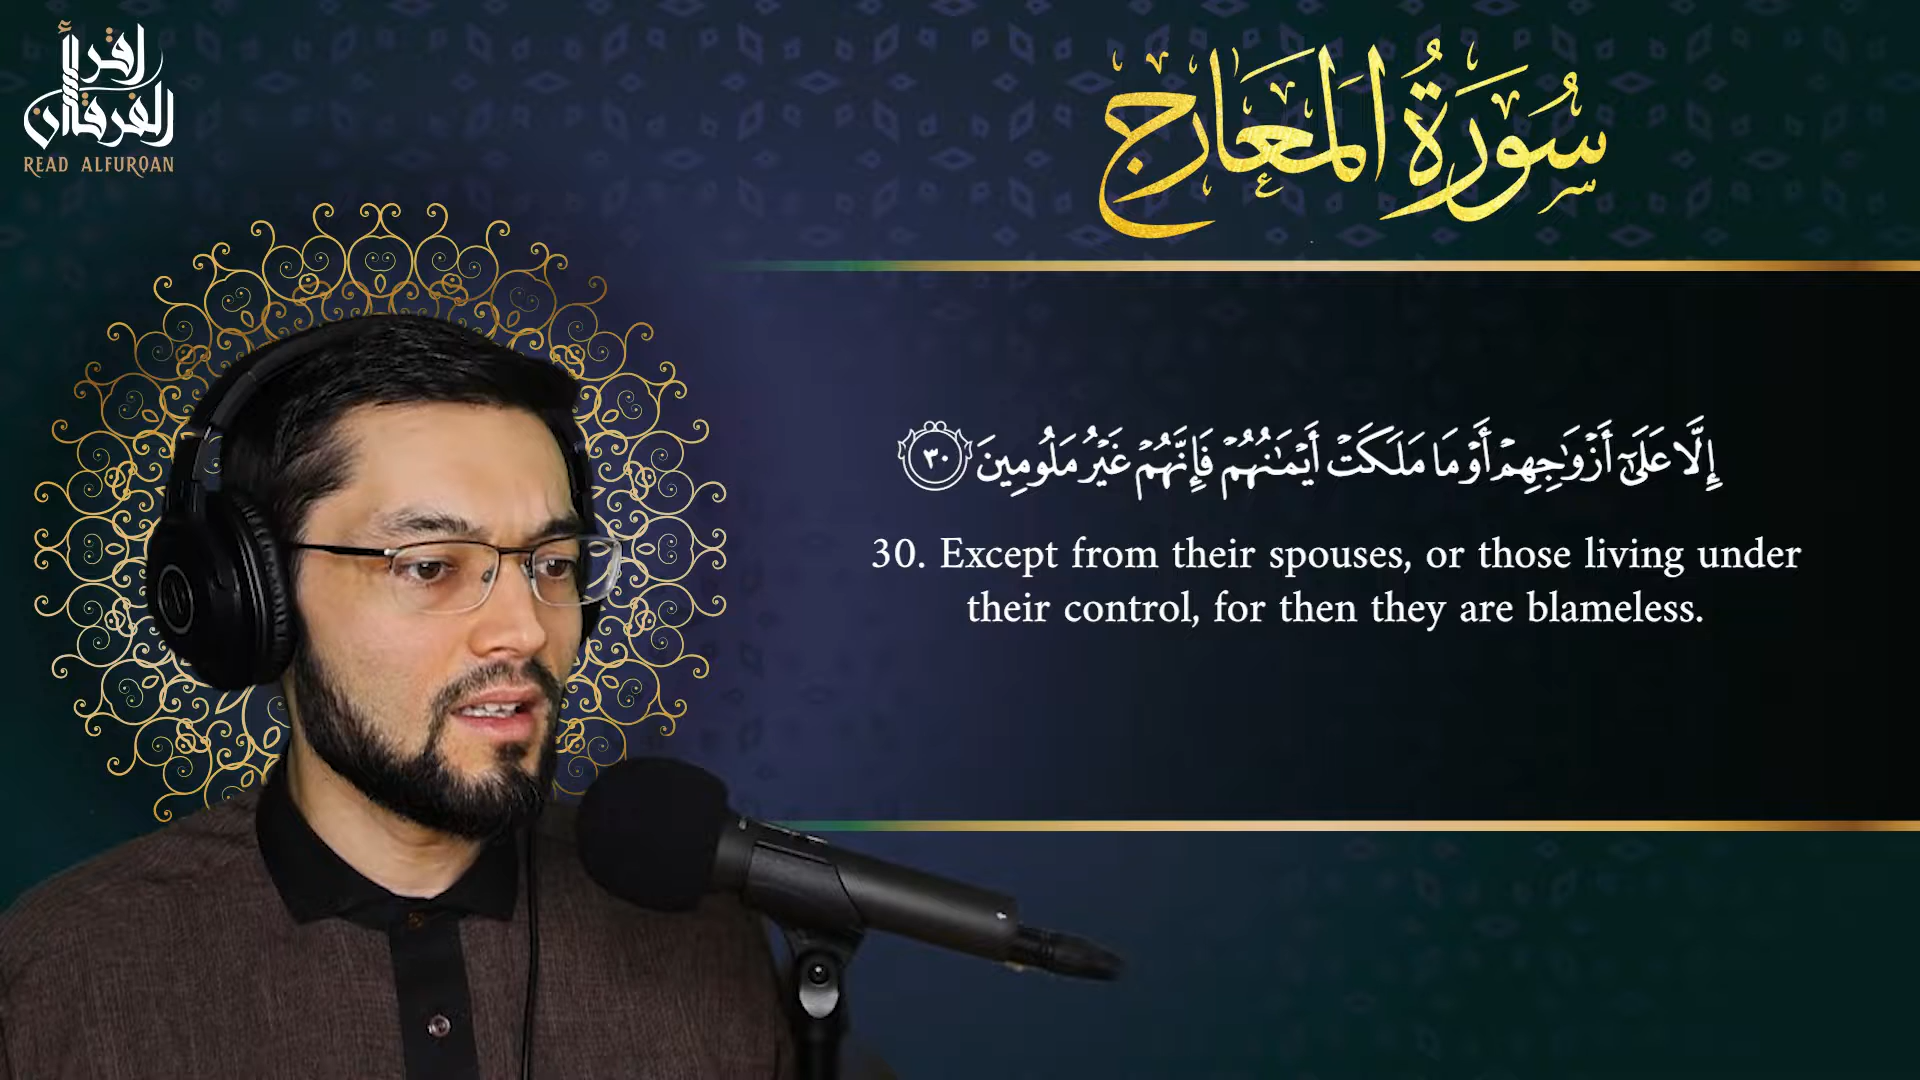 اقرأ
الفرقان
READ ALFURQAN
سُورَةُ المَعَارِج
إِلَّا عَلَىٰٓ أَزْوَٰجِهِمْ أَوْ مَا مَلَكَتْ أَيْمَـٰنُهُمْ فَإِنَّهُمْ غَيْرُ مَلُومِينَ ٣٠
30. Except from their spouses, or those living under
their control, for then they are blameless.